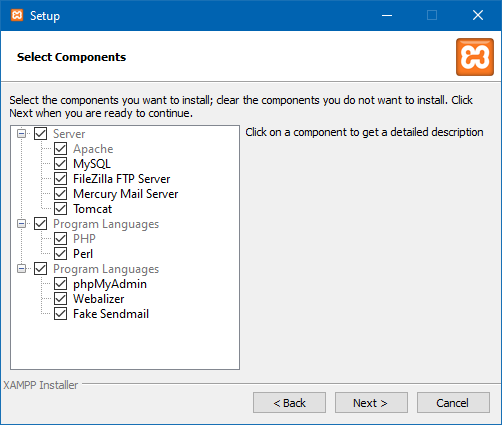 Setup
Select Components
Select the components you want to install; clear the components you do not want to install. Click
Next when you are ready to continue.
Server
Apache
MySQL
FileZilla FTP Server
Mercury Mail Server
Tomcat
Program Languages
PHP
Perl
Program Languages
phpMyAdmin
Webalizer
Fake Sendmail
Click on a component to get a detailed description
XAMPP Installer
< Back
Next >
Cancel